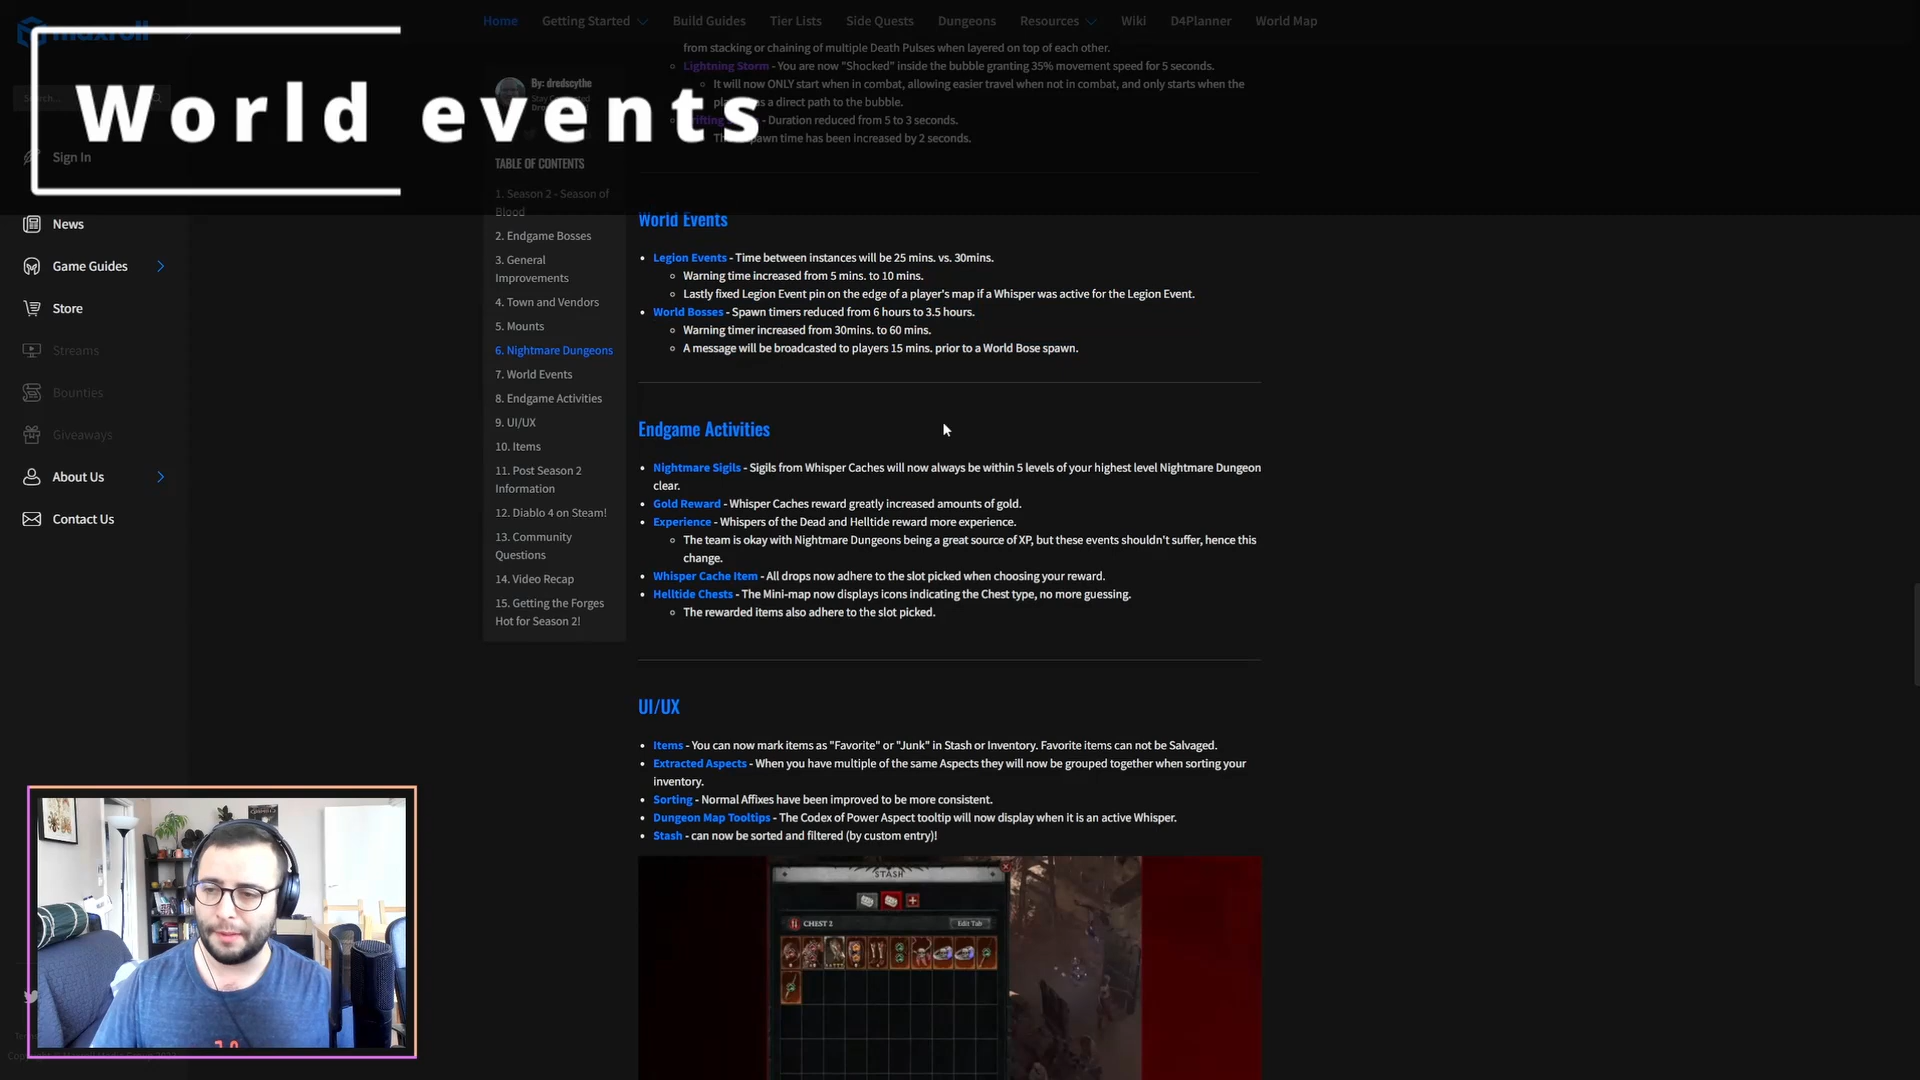 Home
Getting Started
Build Guides
Tier Lists
Side Quests
Dungeons
Resources
Wiki
D4Planner
World Map
World events
Search...
Sign In
News
Game Guides
Store
Streams
Bounties
Giveaways
About Us
Contact Us
By: dredscythe
TABLE OF CONTENTS
1. Season 2 - Season of
Blood
2. Endgame Bosses
3. General
Improvements
4. Town and Vendors
5. Mounts
6. Nightmare Dungeons
7. World Events
8. Endgame Activities
9. UI/UX
10. Items
11. Post Season 2
Information
12. Diablo 4 on Steam!
13. Community
Questions
14. Video Recap
15. Getting the Forges
Hot for Season 2!
from stacking or chaining of multiple Death Pulses when layered on top of each other.
Lightning Storm - You are now "Shocked" inside the bubble granting 35% movement speed for 5 seconds.
It will now ONLY start when in combat, allowing easier travel when not in combat, and only starts when the
as a direct path to the bubble.
- Duration reduced from 5 to 3 seconds.
spawn time has been increased by 2 seconds.
World Events
Legion Events - Time between instances will be 25 mins. vs. 30mins.
Warning time increased from 5 mins. to 10 mins.
Lastly fixed Legion Event pin on the edge of a player's map if a Whisper was active for the Legion Event.
World Bosses - Spawn timers reduced from 6 hours to 3.5 hours.
Warning timer increased from 30mins. to 60 mins.
A message will be broadcasted to players 15 mins. prior to a World Bose spawn.
Endgame Activities
Nightmare Sigils - Sigils from Whisper Caches will now always be within 5 levels of your highest level Nightmare Dungeon
clear.
Gold Reward - Whisper Caches reward greatly increased amounts of gold.
Experience - Whispers of the Dead and Helltide reward more experience.
The team is okay with Nightmare Dungeons being a great source of XP, but these events shouldn't suffer, hence this
change.
Whisper Cache Item - All drops now adhere to the slot picked when choosing your reward.
Helltide Chests - The Mini-map now displays icons indicating the Chest type, no more guessing.
The rewarded items also adhere to the slot picked.
UI/UX
Items - You can now mark items as "Favorite" or "Junk" in Stash or Inventory. Favorite items can not be Salvaged.
Extracted Aspects - When you have multiple of the same Aspects they will now be grouped together when sorting your
inventory.
Sorting - Normal Affixes have been improved to be more consistent.
Dungeon Map Tooltips - The Codex of Power Aspect tooltip will now display when it is an active Whisper.
Stash - can now be sorted and filtered (by custom entry)!
STASH
CHEST 2
Edit Tab